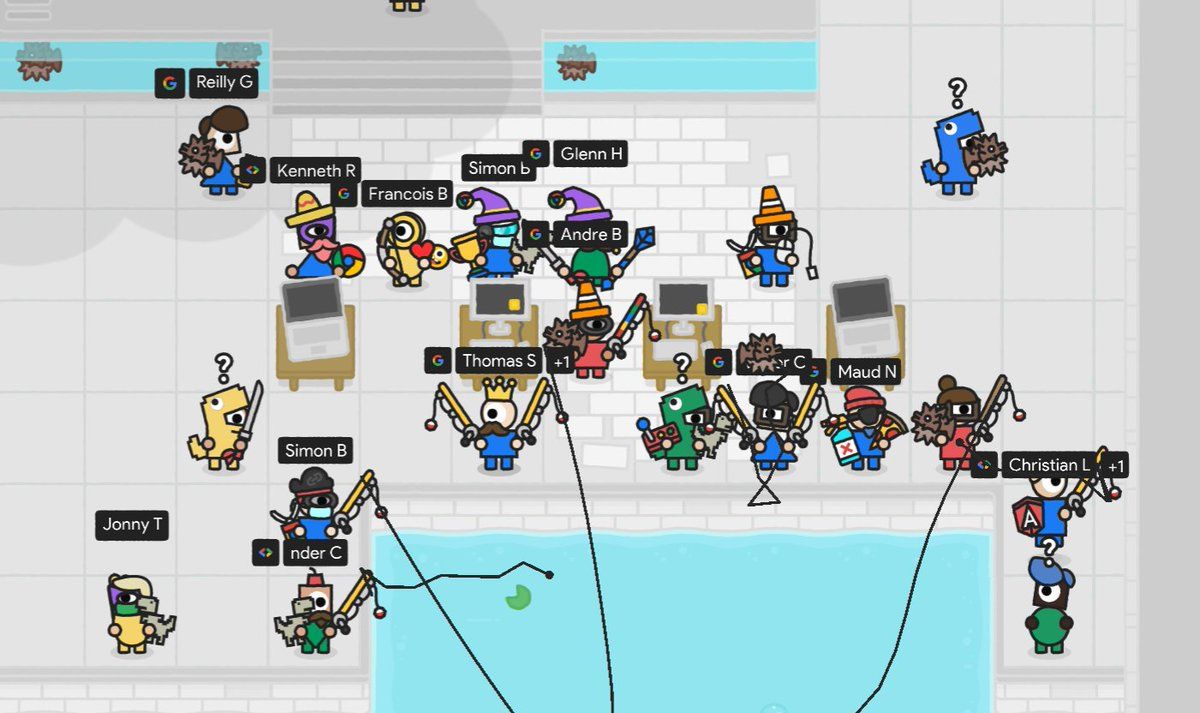 Reilly G
Glenn H
Simon B
Kenneth R
Francois B
Andre B
?
Thomas S
+1
?
?
r C
Maud N
Simon B
Christian L
+1
A
Jonny T
nder C
?